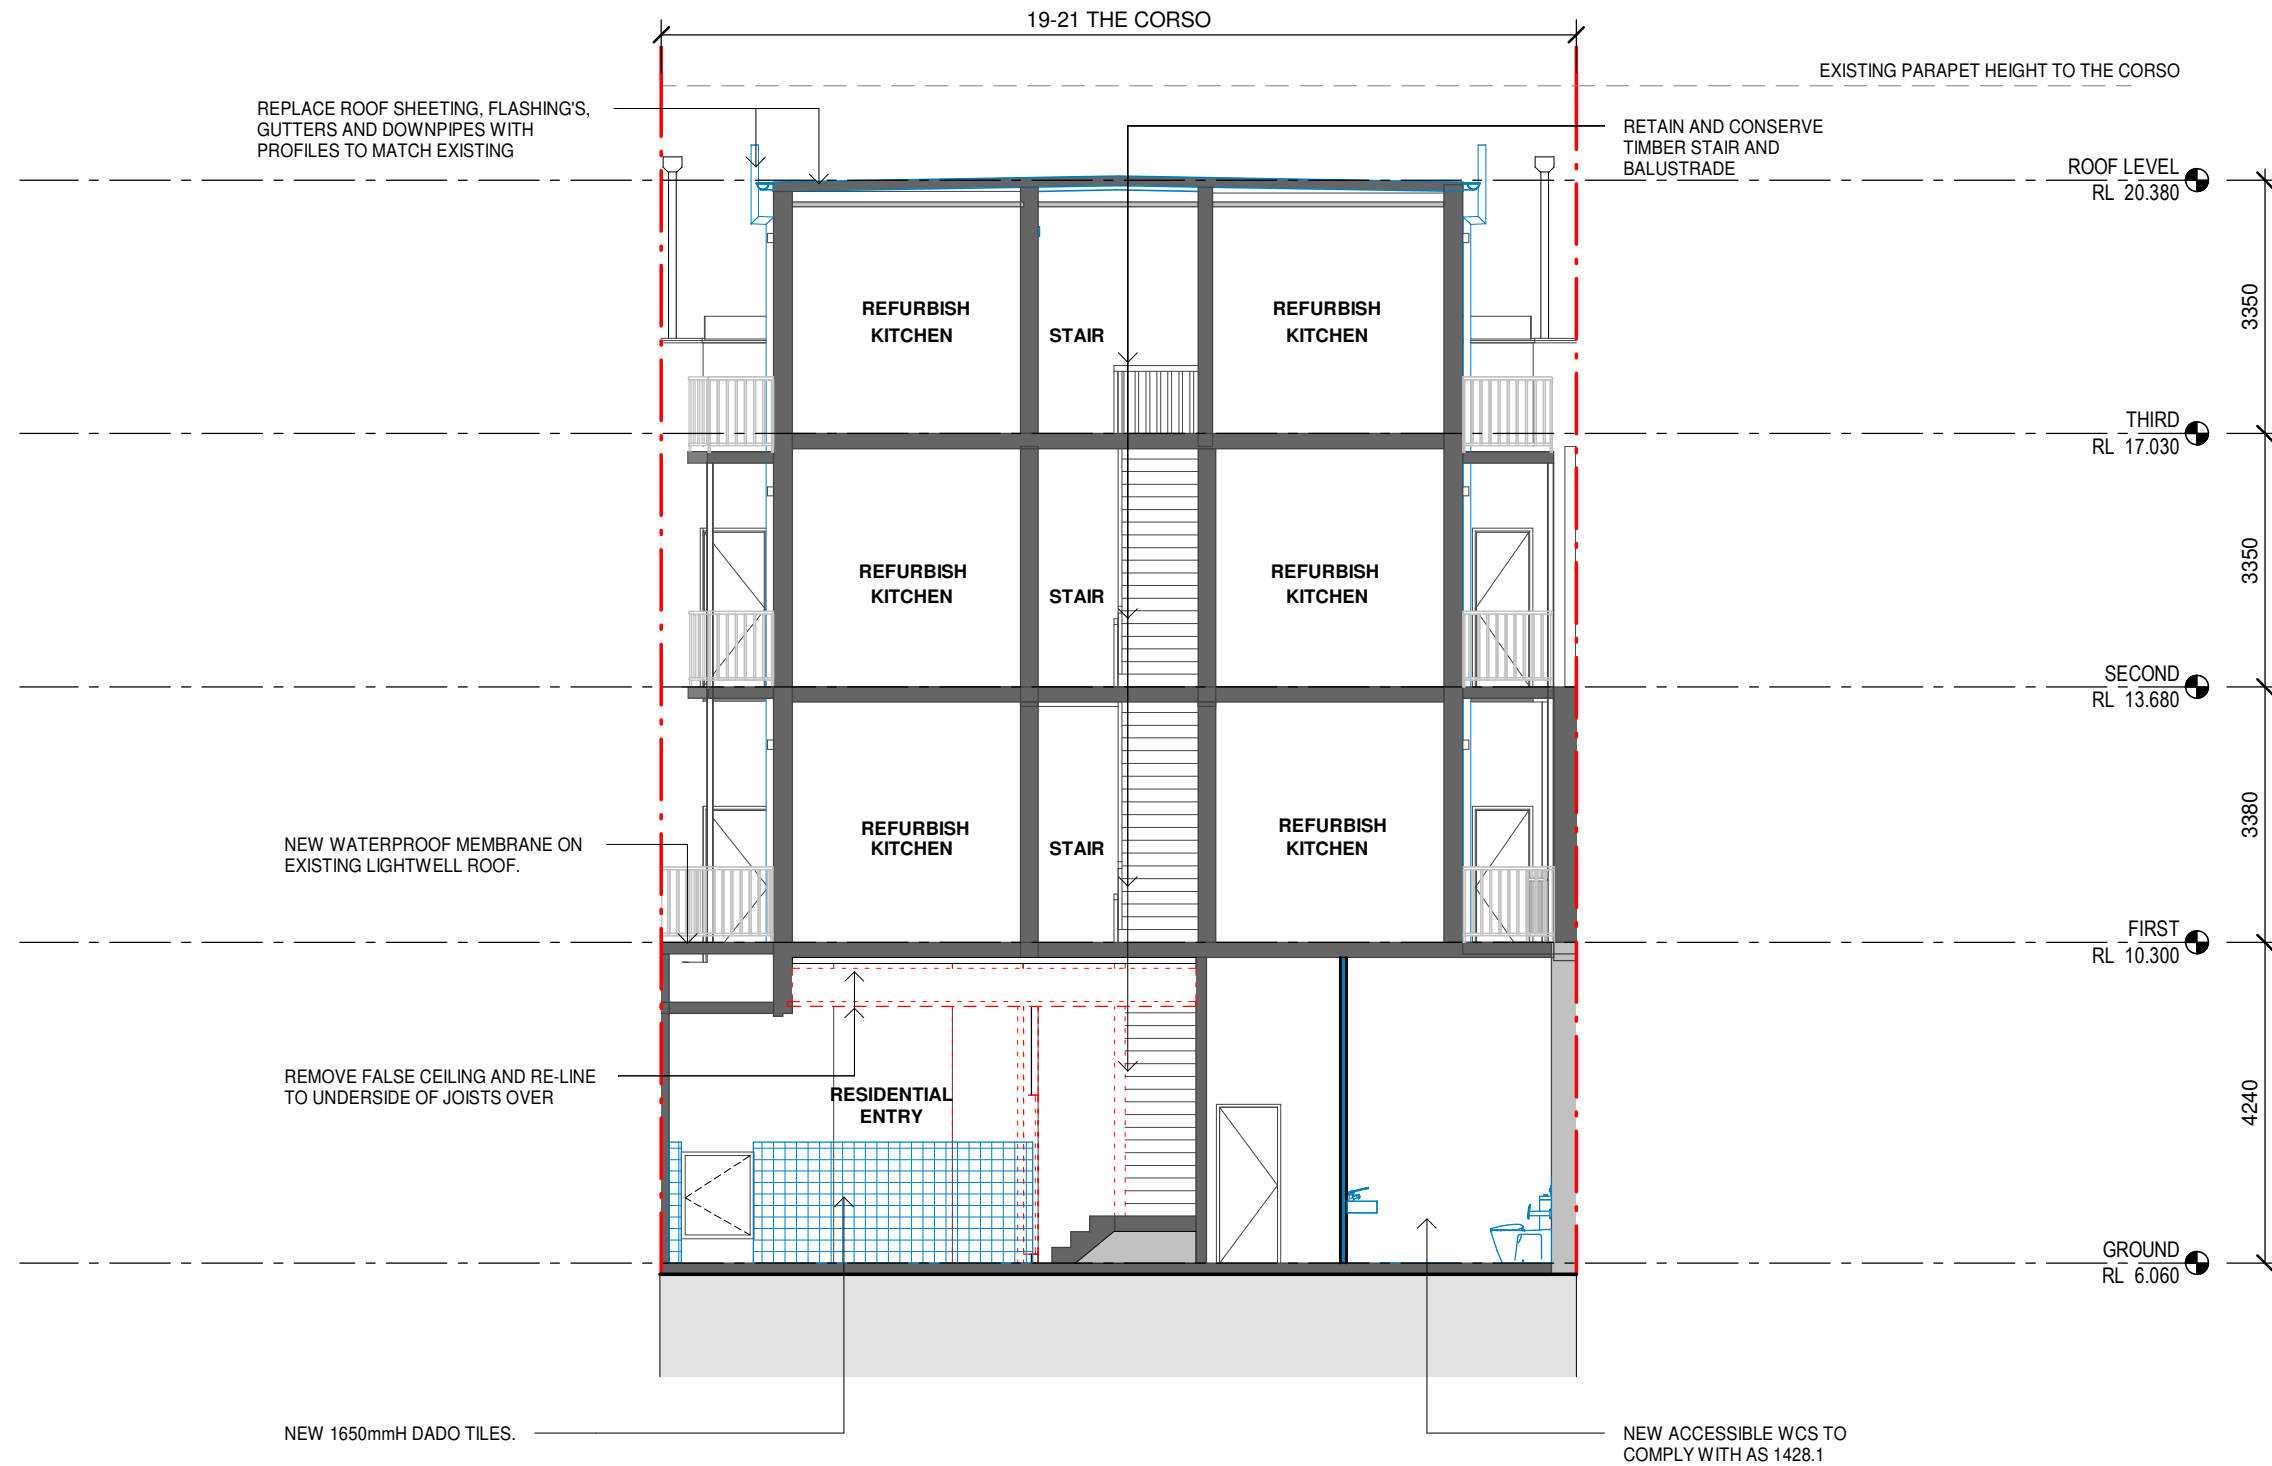 19-21 THE CORSO
EXISTING PARAPET HEIGHT TO THE CORSO
REPLACE ROOF SHEETING, FLASHING'S,
GUTTERS AND DOWNPIPES WITH
PROFILES TO MATCH EXISTING
RETAIN AND CONSERVE
TIMBER STAIR AND
BALUSTRADE
ROOF LEVEL
RL 20.380
3350
REFURBISH
KITCHEN
STAIR
REFURBISH
KITCHEN
THIRD
RL 17.030
3350
REFURBISH
KITCHEN
STAIR
REFURBISH
KITCHEN
SECOND
RL 13.680
3380
NEW WATERPROOF MEMBRANE ON
EXISTING LIGHTWELL ROOF.
REFURBISH
KITCHEN
STAIR
REFURBISH
KITCHEN
FIRST
RL 10.300
4240
REMOVE FALSE CEILING AND RE-LINE
TO UNDERSIDE OF JOISTS OVER
RESIDENTIAL
ENTRY
GROUND
RL 6.060
NEW 1650mmH DADO TILES.
NEW ACCESSIBLE WCS TO
COMPLY WITH AS 1428.1